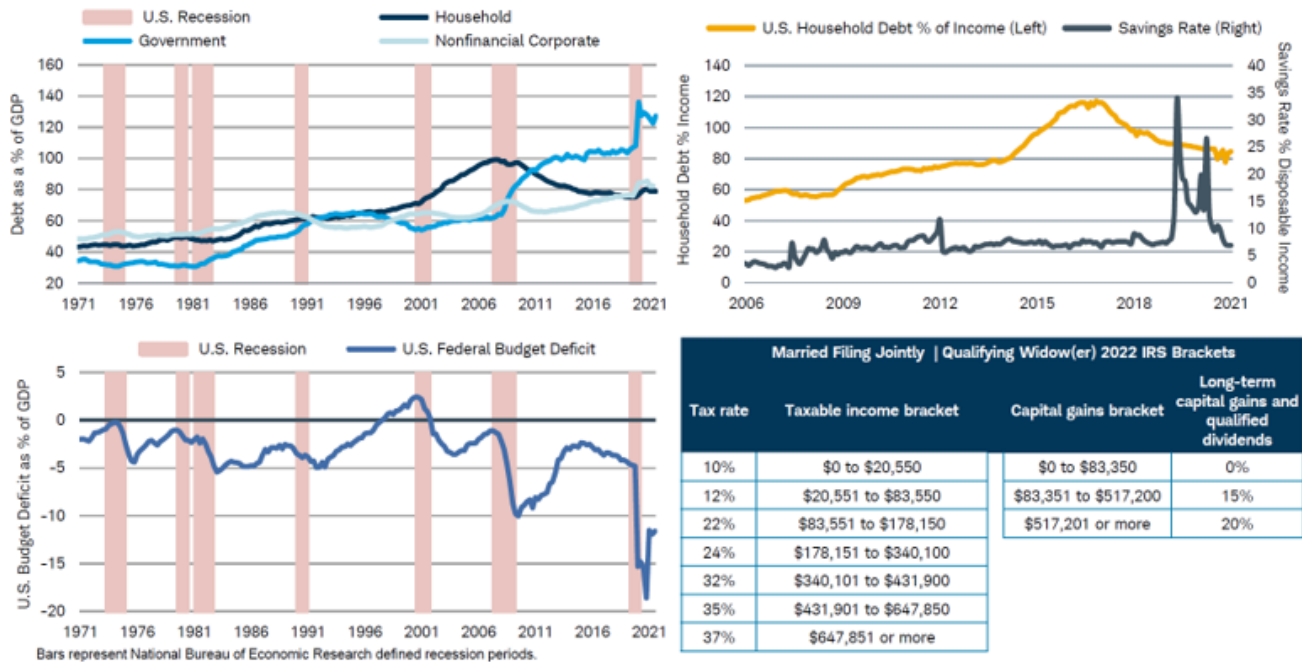 U.S. Recession
Household
Government
Nonfinancial Corporate
Debt as a % of GDP
160
140
120
100
80
60
40
20
1971 1976 1981 1986 1991 1996 2001 2006 2011 2016 2021
U.S. Household Debt % of Income (Left)
Savings Rate (Right)
Household Debt % Income
140
120
100
80
60
40
20
0
Savings Rate % Disposable Income
40
35
30
25
20
15
10
5
0
2006 2009 2012 2015 2018 2021
U.S. Recession
U.S. Federal Budget Deficit
U.S. Budget Deficit as % of GDP
5
0
-5
-10
-15
-20
1971 1976 1981 1986 1991 1996 2001 2006 2011 2016 2021
Bars represent National Bureau of Economic Research defined recession periods.
Married Filing Jointly | Qualifying Widow(er) 2022 IRS Brackets
Tax rate
Taxable income bracket
Capital gains bracket
Long-term
capital gains and
qualified
dividends
10% $0 to $20,550 $0 to $83,350 0%
12% $20,551 to $83,550 $83,351 to $517,200 15%
22% $83,551 to $178,150 $517,201 or more 20%
24% $178,151 to $340,100
32% $340,101 to $431,900
35% $431,901 to $647,850
37% $647,851 or more